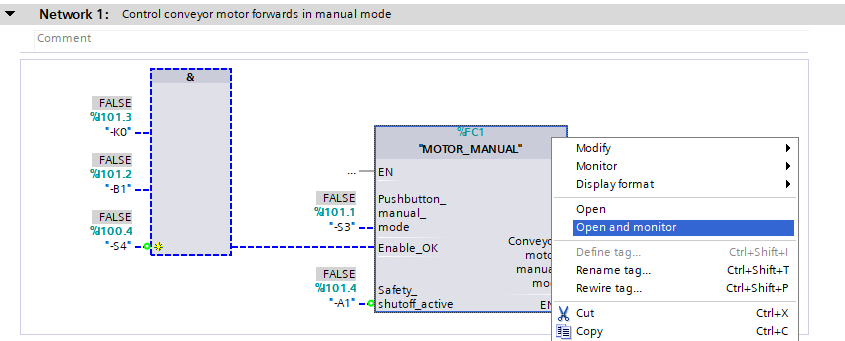 Network 1: Control conveyor motor forwards in manual mode
Comment
&
FALSE
%I101.3
"-K0"
FALSE
%I101.2
"-B1"
FALSE
%I100.4
"-S4"
%FC1
"MOTOR_MANUAL"
... EN
FALSE
%I101.1
"-S3"
Pushbutton_
manual_
mode
Enable_OK
FALSE
%I101.4
"-A1"
Safety_
shutoff_active
Conveyo
moto
manua
mo
EN
Modify
Monitor
Display format
Open
Open and monitor
Define tag... Ctrl+Shift+I
Rename tag... Ctrl+Shift+T
Rewire tag... Ctrl+Shift+P
Cut Ctrl+X
Copy Ctrl+C